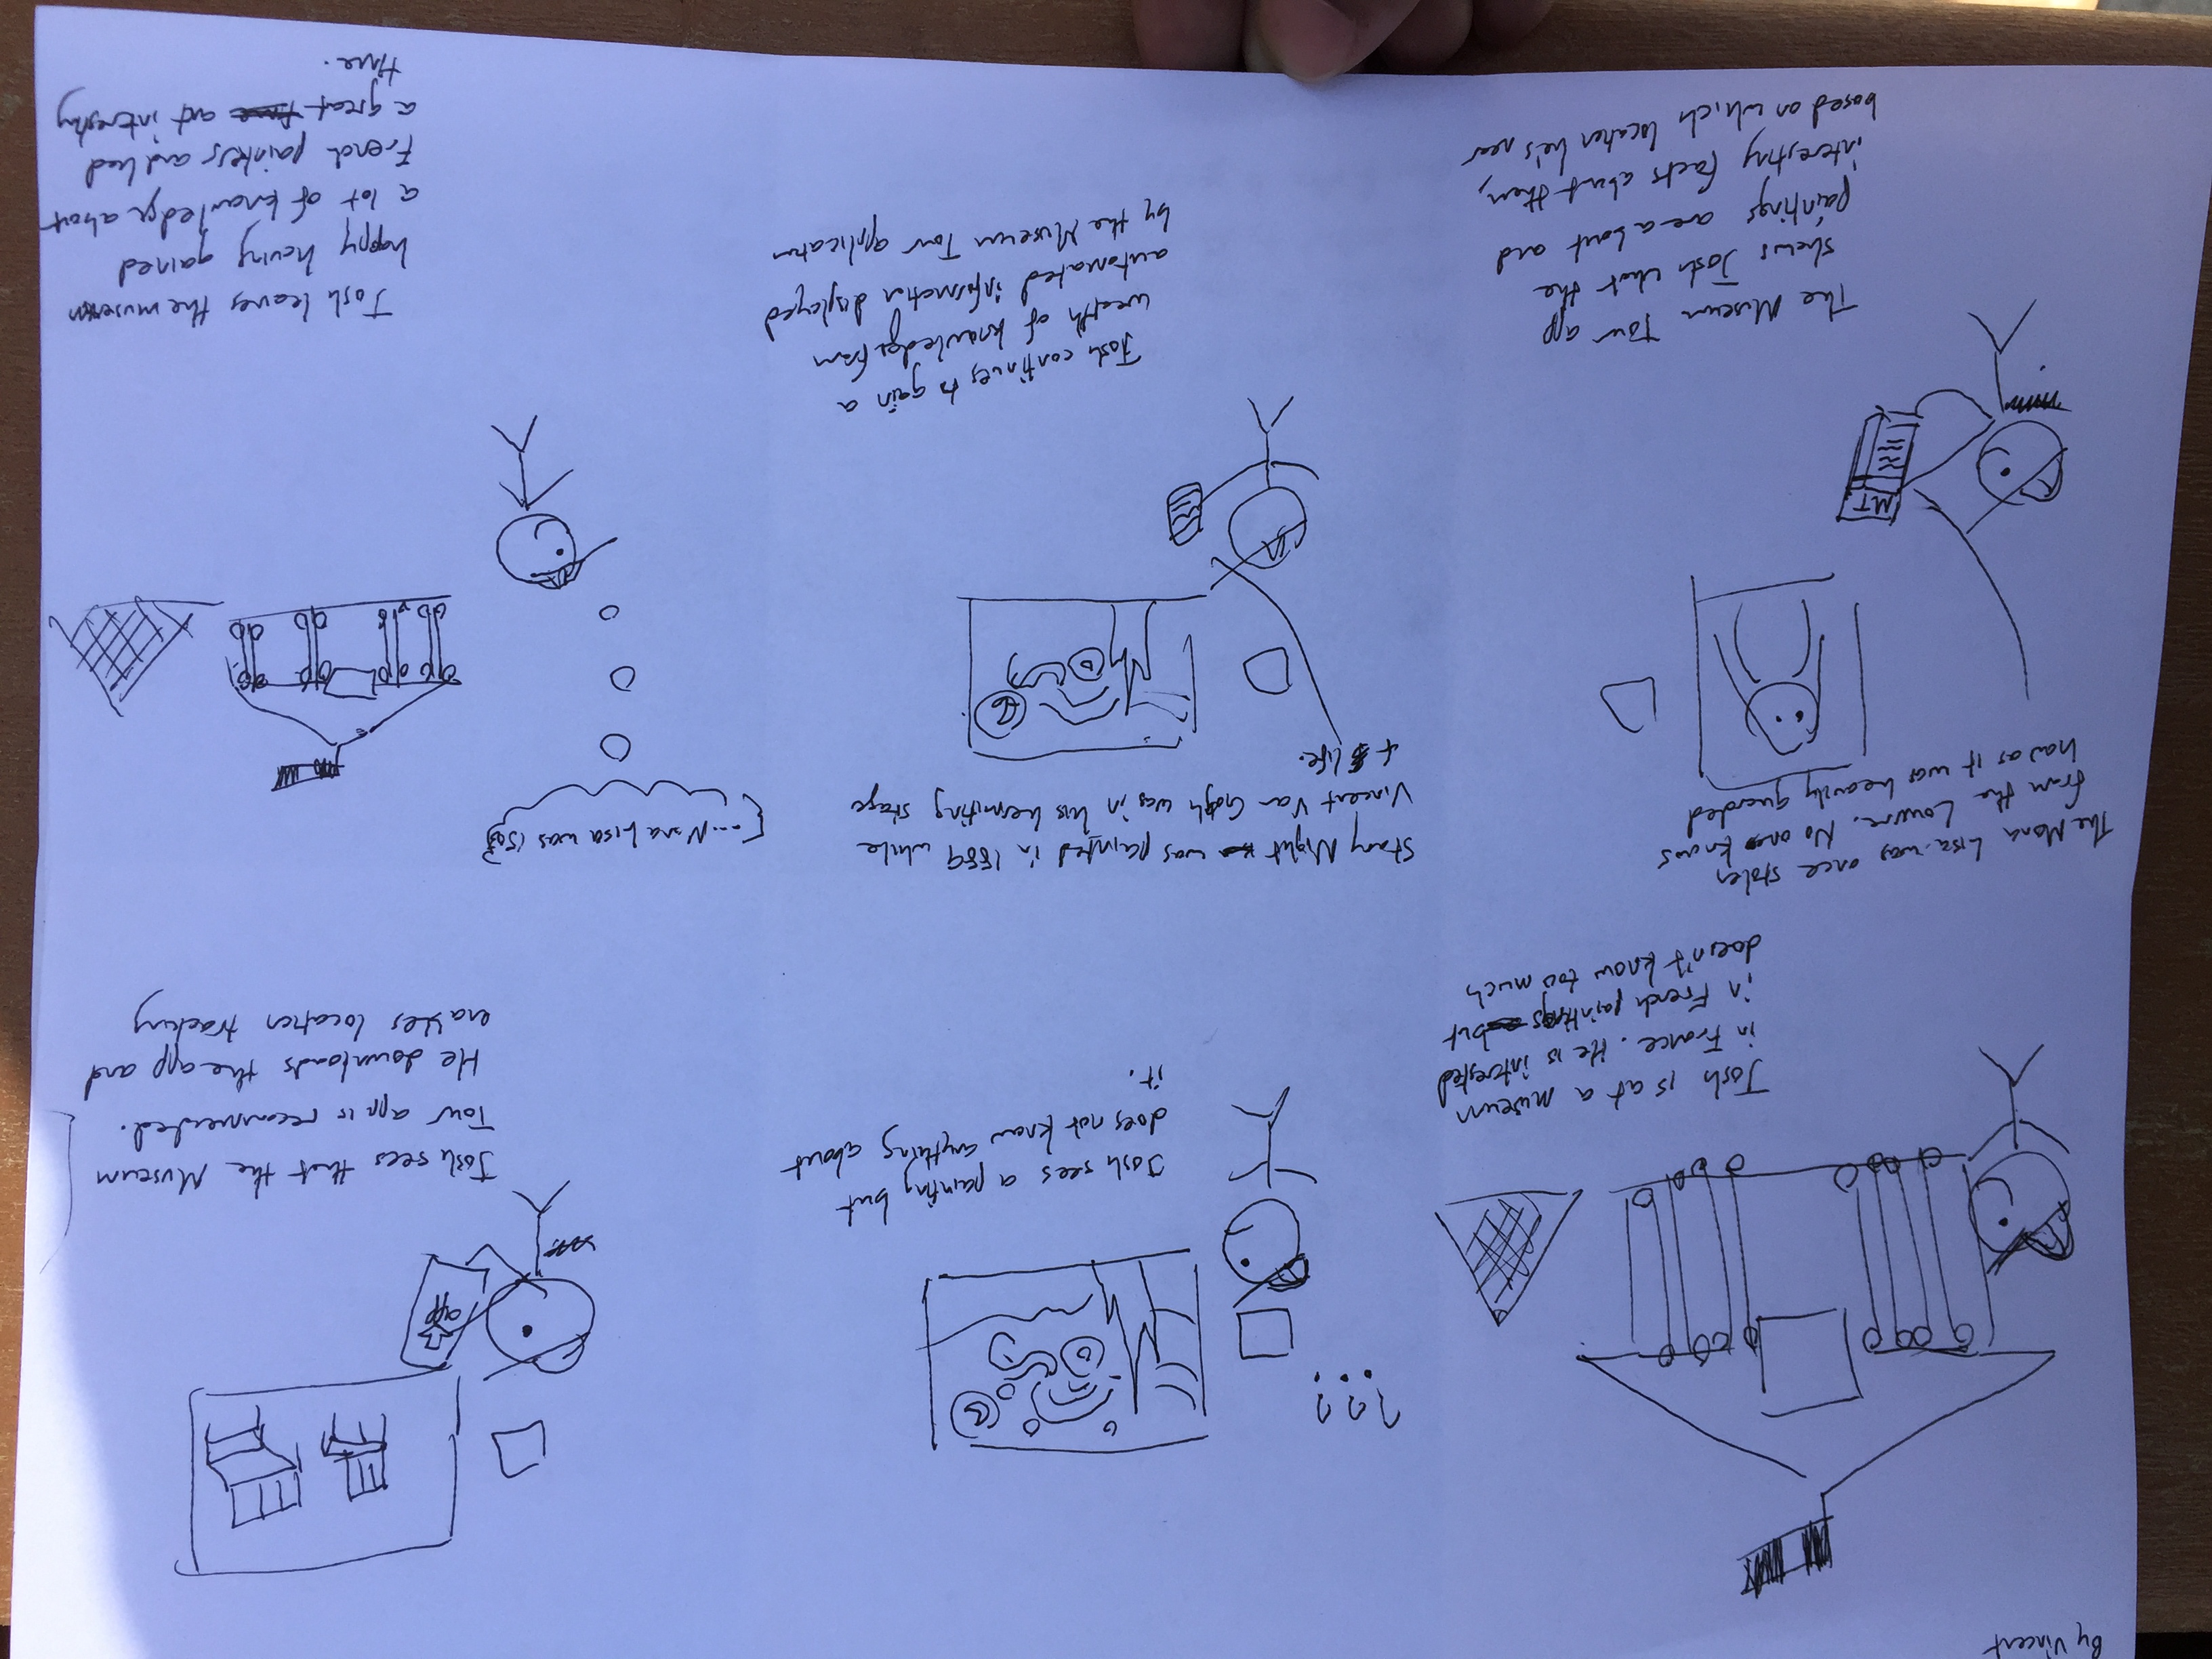 By Vincent
Josh is at a museum
in France. He is interested
in French paintings but
doesn't know too much
???
Josh sees a painting but
does not know anything about
it.
app
Josh sees that the Museum
Tour app is recommended.
He downloads the app and
enables location tracking
The Mona Lisa was once stolen
from the Louvre. No one knows
how as it was heavily guarded
MT
The Museum Tour app
shows Josh what the
paintings are about and
interesting facts about them,
based on which location he's near
Stary Night was painted in 1889 while
Vincent Van Gogh was in his hermiting stage
of life.
Josh continues to gain a
wealth of knowledge from
automated information displayed
by the Museum Tour application
...Mona Lisa was 1503
Josh leaves the museum
happy having gained
a lot of knowledge about
French painters and had
a great and interesting
time.